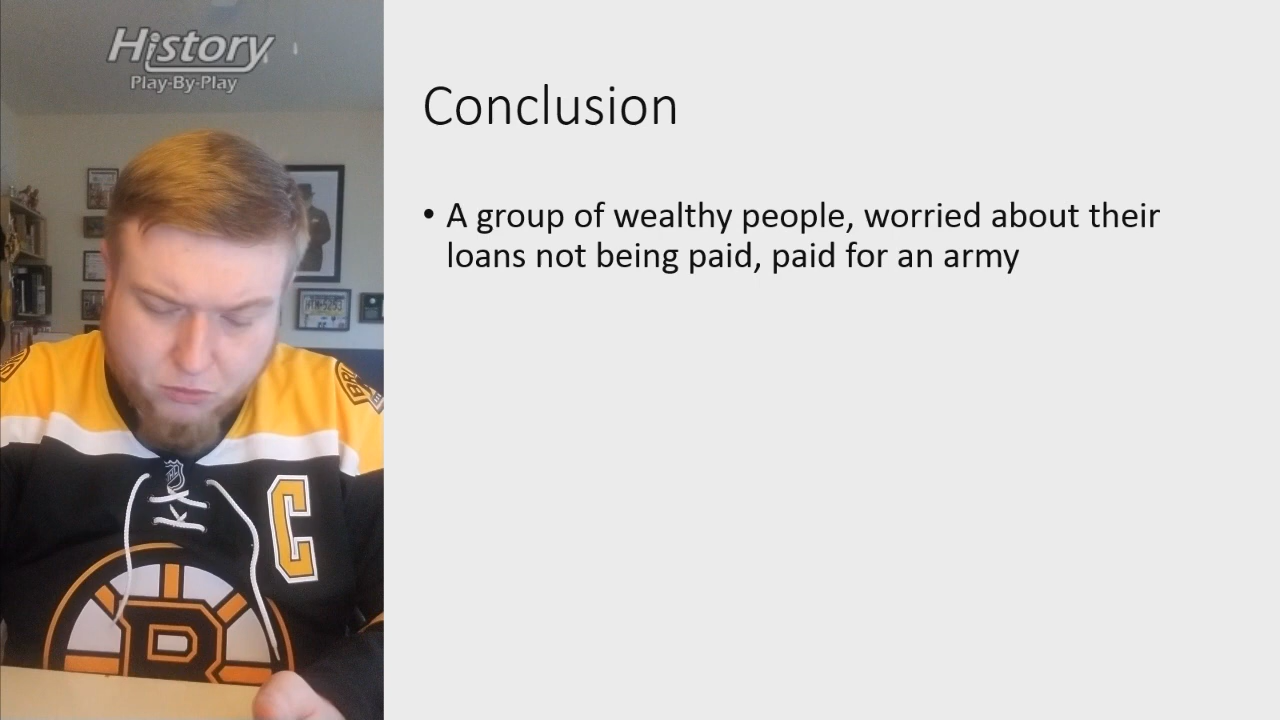 History
Play-By-Play
Conclusion
• A group of wealthy people, worried about their
loans not being paid, paid for an army
C
B